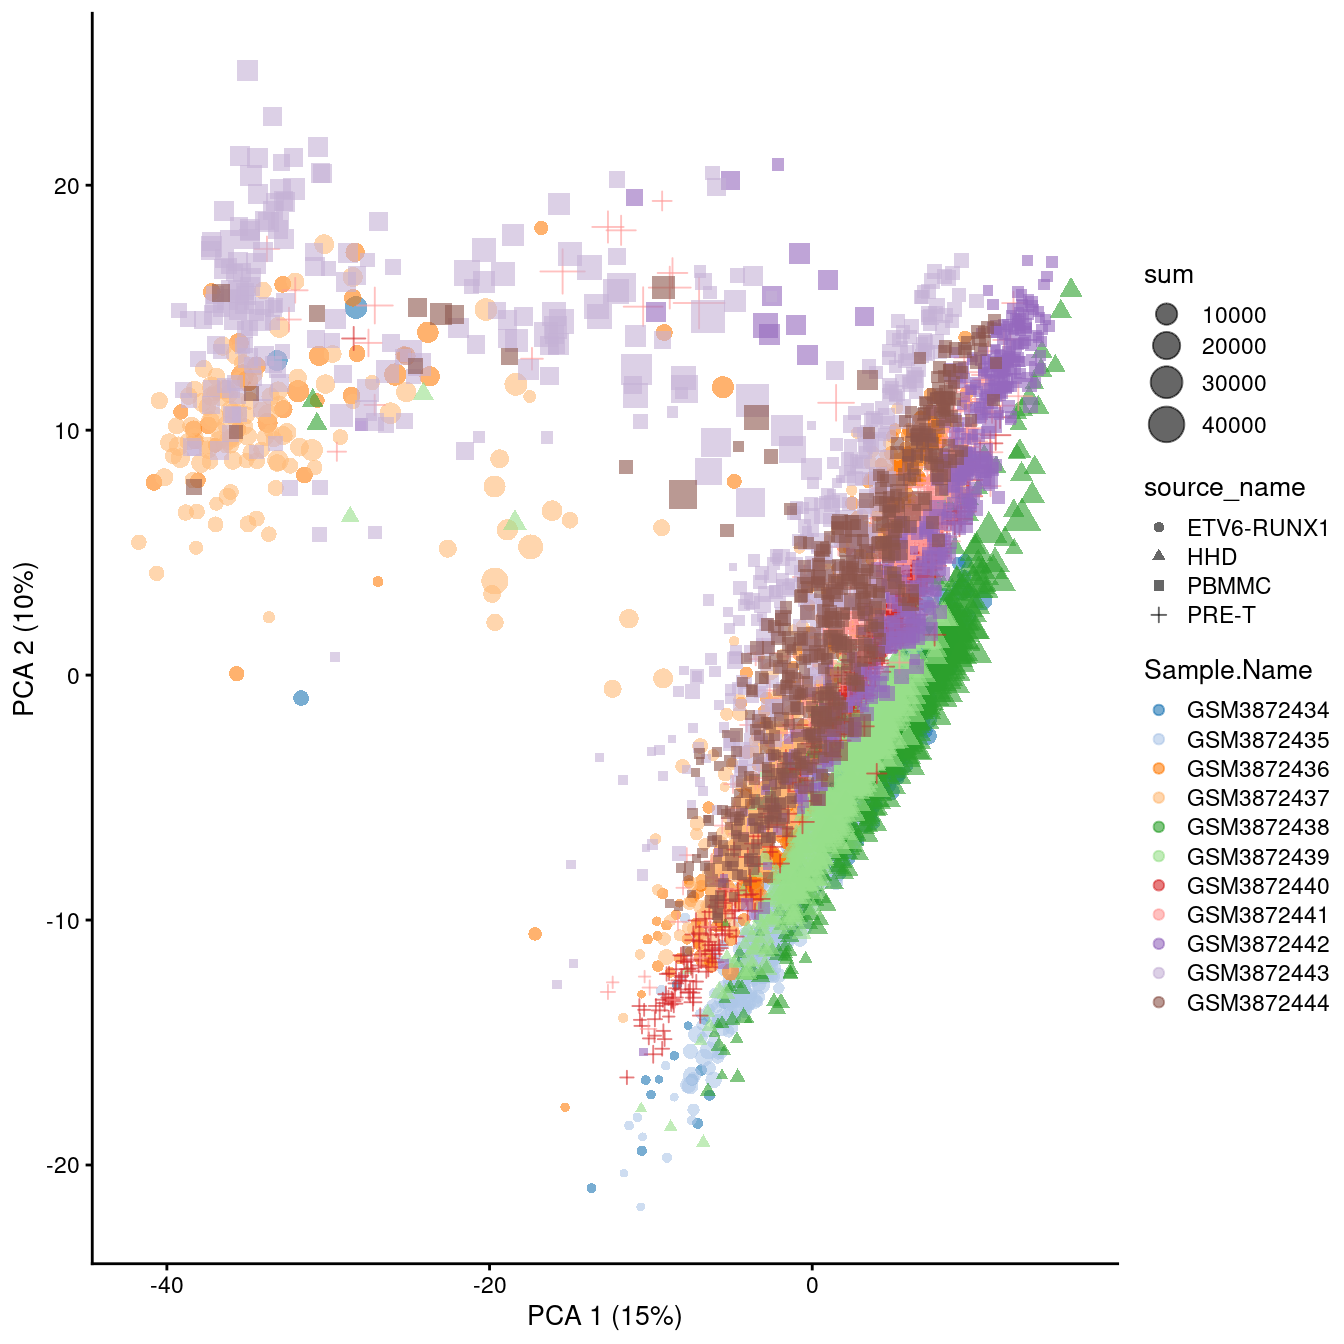 20
10
0
-10
-20
-40
-20
0
PCA 2 (10%)
PCA 1 (15%)
sum
10000
20000
30000
40000
source_name
ETV6-RUNX1
HHD
PBMMC
PRE-T
Sample.Name
GSM3872434
GSM3872435
GSM3872436
GSM3872437
GSM3872438
GSM3872439
GSM3872440
GSM3872441
GSM3872442
GSM3872443
GSM3872444